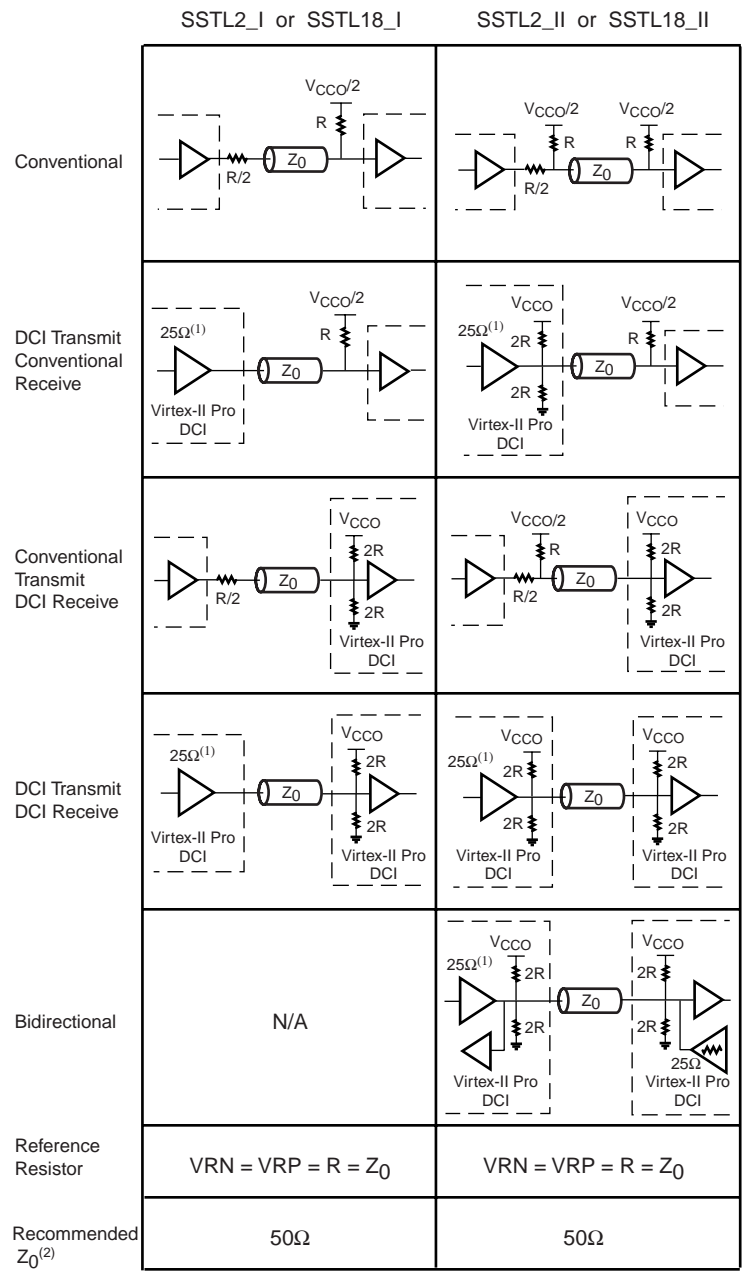 SSTL2_I or SSTL18_I
SSTL2_II or SSTL18_II
Conventional
VCCO/2
R
R/2
Z0
VCCO/2
VCCO/2
R
R
R/2
Z0
DCI Transmit
Conventional
Receive
25Ω(1)
VCCO/2
R
Z0
Virtex-II Pro
DCI
25Ω(1)
VCCO
2R
2R
VCCO/2
R
Z0
Virtex-II Pro
DCI
Conventional
Transmit
DCI Receive
R/2
Z0
VCCO
2R
2R
Virtex-II Pro
DCI
VCCO/2
R
R/2
Z0
VCCO
2R
2R
Virtex-II Pro
DCI
DCI Transmit
DCI Receive
25Ω(1)
Virtex-II Pro
DCI
Z0
VCCO
2R
2R
Virtex-II Pro
DCI
25Ω(1)
VCCO
2R
2R
Virtex-II Pro
DCI
Z0
VCCO
2R
2R
Virtex-II Pro
DCI
Bidirectional
N/A
25Ω(1)
VCCO
2R
2R
Virtex-II Pro
DCI
Z0
VCCO
2R
2R
25Ω
Virtex-II Pro
DCI
Reference
Resistor
VRN = VRP = R = Z0
VRN = VRP = R = Z0
Recommended
Z0(2)
50Ω
50Ω